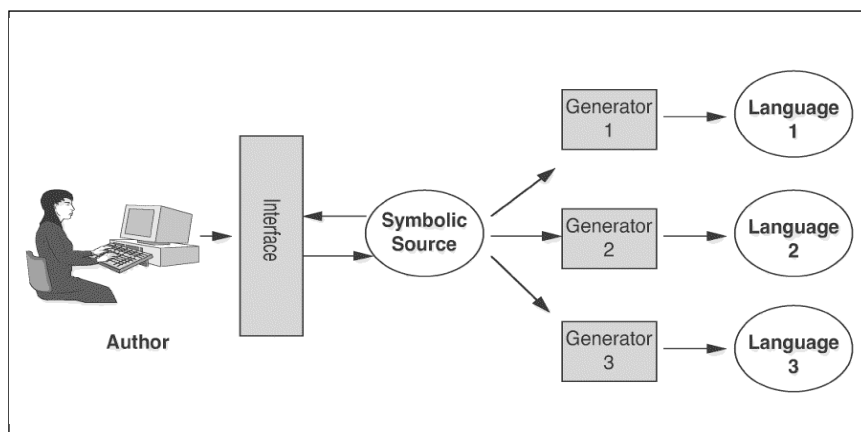 Author
Interface
Symbolic
Source
Generator
1
Language
1
Generator
2
Language
2
Generator
3
Language
3